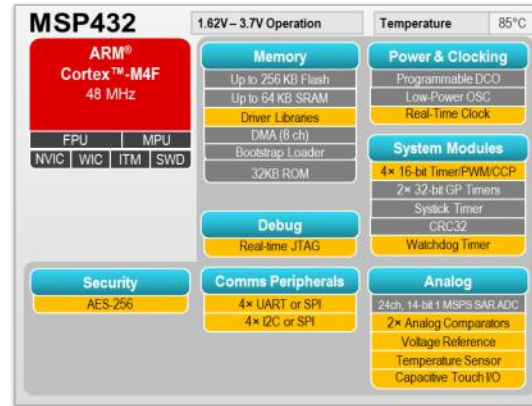 MSP432
1.62V – 3.7V Operation
Temperature 85°C
ARM®
Cortex™-M4F
48 MHz
FPU MPU
NVIC WIC ITM SWD
Memory
Up to 256 KB Flash
Up to 64 KB SRAM
Driver Libraries
DMA (8 ch)
Bootstrap Loader
32KB ROM
Power & Clocking
Programmable DCO
Low-Power OSC
Real-Time Clock
System Modules
4× 16-bit Timer/PWM/CCP
2× 32-bit GP Timers
Systick Timer
CRC32
Watchdog Timer
Debug
Real-time JTAG
Security
AES-256
Comms Peripherals
4× UART or SPI
4× I2C or SPI
Analog
24ch, 14-bit 1 MSPS SAR ADC
2× Analog Comparators
Voltage Reference
Temperature Sensor
Capacitive Touch I/O